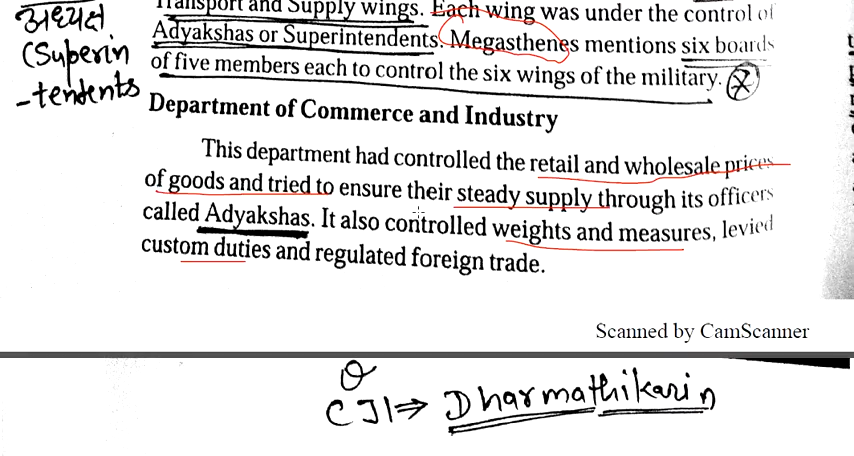 अध्यक्ष
(Superin
-tendents
Transport and Supply wings. Each wing was under the control of
Adyakshas or Superintendents. Megasthenes mentions six boards
of five members each to control the six wings of the military.
Department of Commerce and Industry
This department had controlled the retail and wholesale prices
of goods and tried to ensure their steady supply through its officers
called Adyakshas. It also controlled weights and measures, levied
custom duties and regulated foreign trade.
Scanned by CamScanner
CJI ⇒ Dharmathikarin